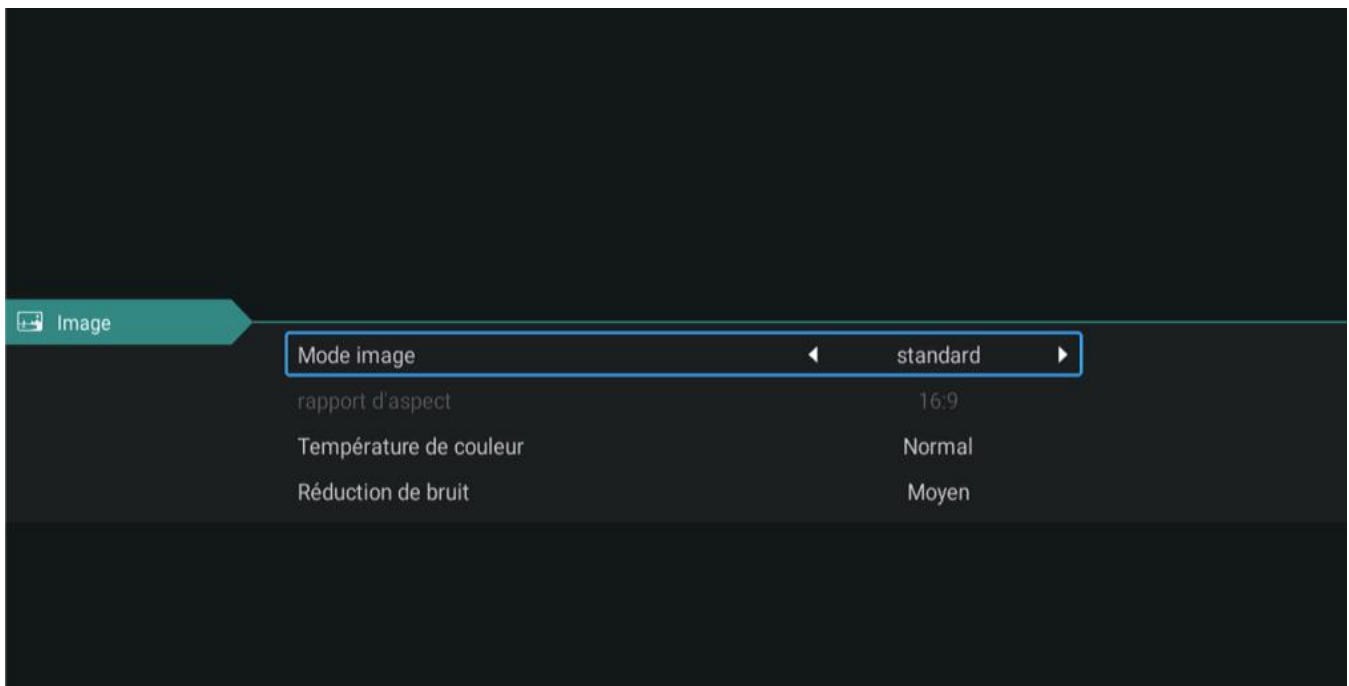 Image
Mode image standard
rapport d'aspect 16:9
Température de couleur Normal
Réduction de bruit Moyen